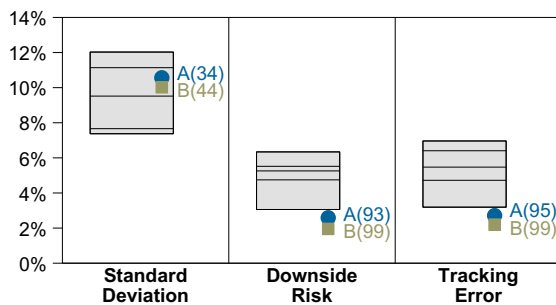 14%
12%
10%
8%
6%
4%
2%
0%
A(34)
B(44)
A(93)
B(99)
A(95)
B(99)
Standard
Deviation
Downside
Risk
Tracking
Error